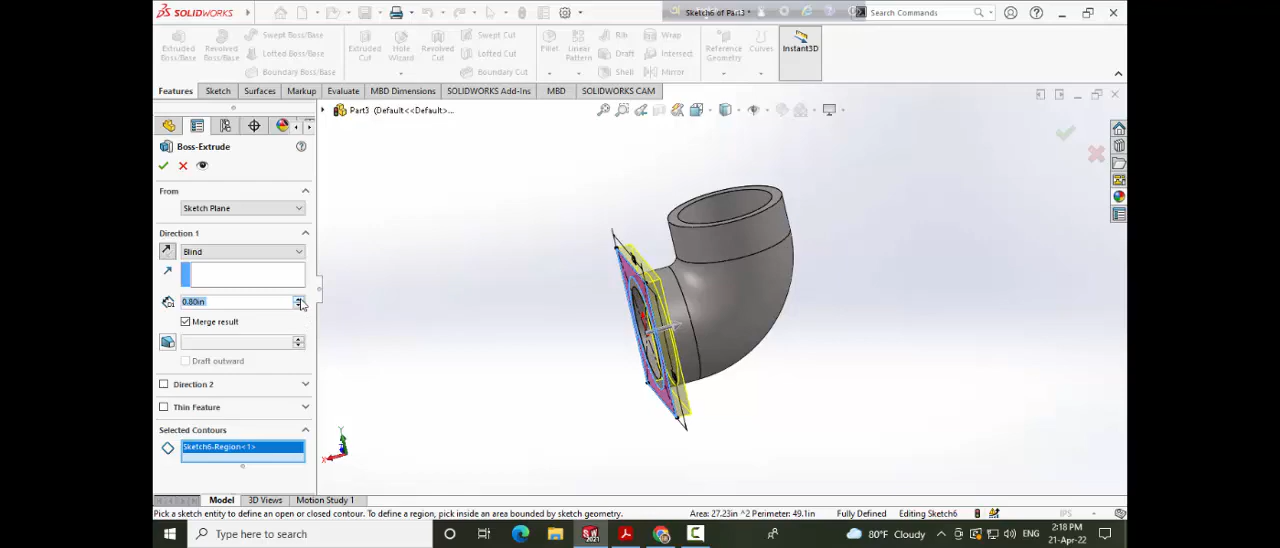 SOLIDWORKS
Sketch6 of Part3 *
Search Commands
Extruded Boss/Base
Revolved Boss/Base
Swept Boss/Base
Lofted Boss/Base
Boundary Boss/Base
Extruded Cut
Hole Wizard
Revolved Cut
Swept Cut
Lofted Cut
Boundary Cut
Fillet
Linear Pattern
Rib
Draft
Shell
Wrap
Intersect
Mirror
Reference Geometry
Curves
Instant3D
Features
Sketch
Surfaces
Markup
Evaluate
MBD Dimensions
SOLIDWORKS Add-Ins
MBD
SOLIDWORKS CAM
Part3 (Default<<Default>...
Boss-Extrude
From
Sketch Plane
Direction 1
Blind
0.80in
Merge result
Draft outward
Direction 2
Thin Feature
Selected Contours
Sketch6-Region<1>
Y
X
Model
3D Views
Motion Study 1
Pick a sketch entity to define an open or closed contour. To define a region, pick inside an area bounded by sketch geometry.
Area: 27.23in ^2 Perimeter: 49.1in
Fully Defined
Editing Sketch6
IPS
Type here to search
80°F Cloudy
ENG
2:18 PM
21-Apr-22